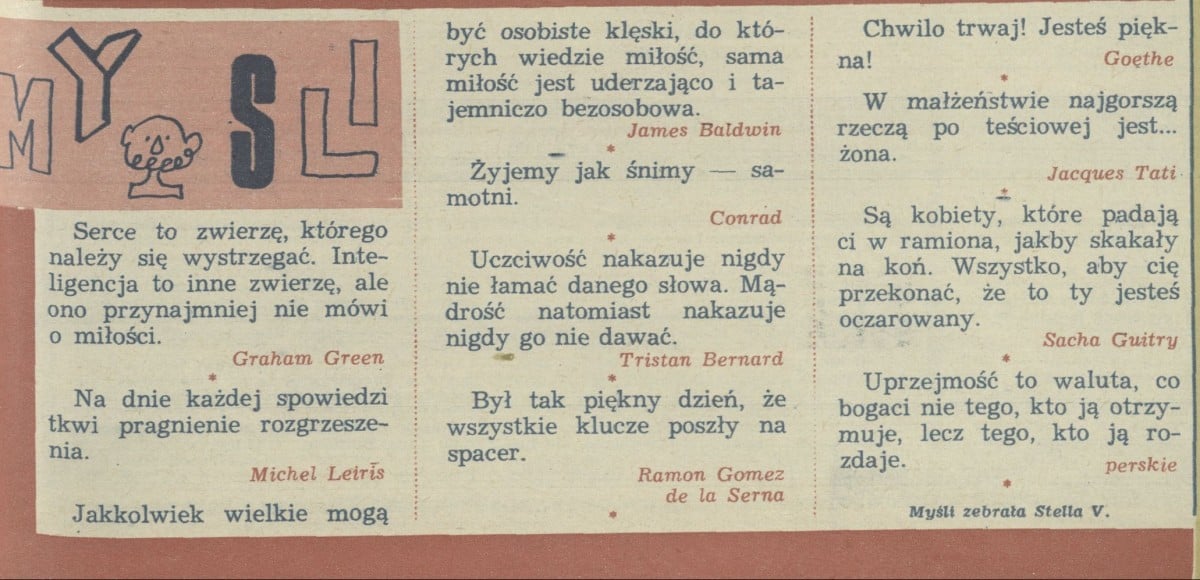 MYŚLI
Serce to zwierzę, którego
należy się wystrzegać. Inte-
ligencja to inne zwierzę, ale
ono przynajmniej nie mówi
o miłości.
Graham Green
*
Na dnie każdej spowiedzi
tkwi pragnienie rozgrzesze-
nia.
Michel Leiris
Jakkolwiek wielkie mogą
być osobiste klęski, do któ-
rych wiedzie miłość, sama
miłość jest uderzająco i ta-
jemniczo bezosobowa.
James Baldwin
*
Żyjemy jak śnimy — sa-
motni.
Conrad
*
Uczciwość nakazuje nigdy
nie łamać danego słowa. Mą-
drość natomiast nakazuje
nigdy go nie dawać.
Tristan Bernard
*
Był tak piękny dzień, że
wszystkie klucze poszły na
spacer.
Ramon Gomez
de la Serna
*
Chwilo trwaj! Jesteś pięk-
na!
Goethe
*
W małżeństwie najgorszą
rzeczą po teściowej jest...
żona.
Jacques Tati
*
Są kobiety, które padają
ci w ramiona, jakby skakały
na koń. Wszystko, aby cię
przekonać, że to ty jesteś
oczarowany.
Sacha Guitry
*
Uprzejmość to waluta, co
bogaci nie tego, kto ją otrzy-
muje, lecz tego, kto ją ro-
zdaje.
perskie
*
Myśli zebrała Stella V.